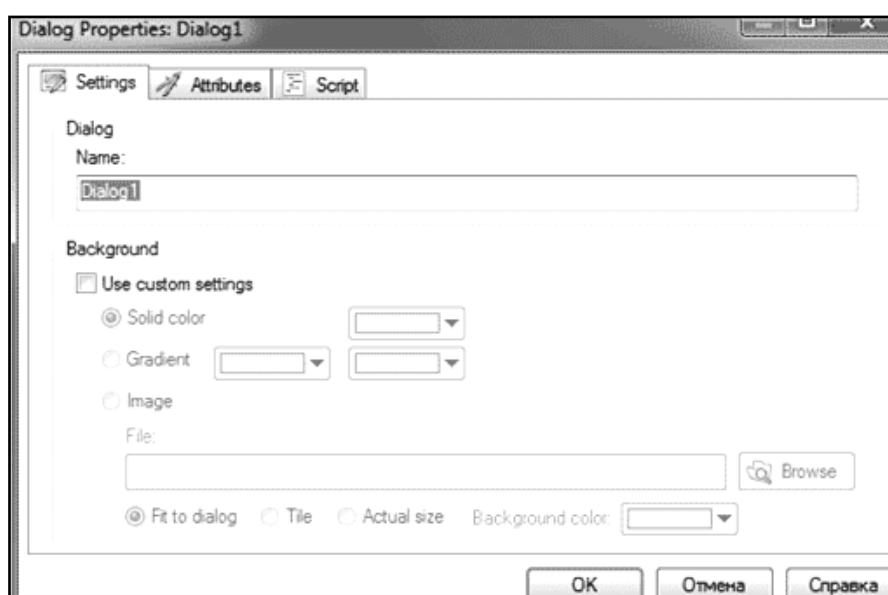 Dialog Properties: Dialog1
Settings Attributes Script
Dialog
Name:
Dialog1
Background
Use custom settings
Solid color
Gradient
Image
File:
Browse
Fit to dialog Tile Actual size Background color:
OK Отмена Справка